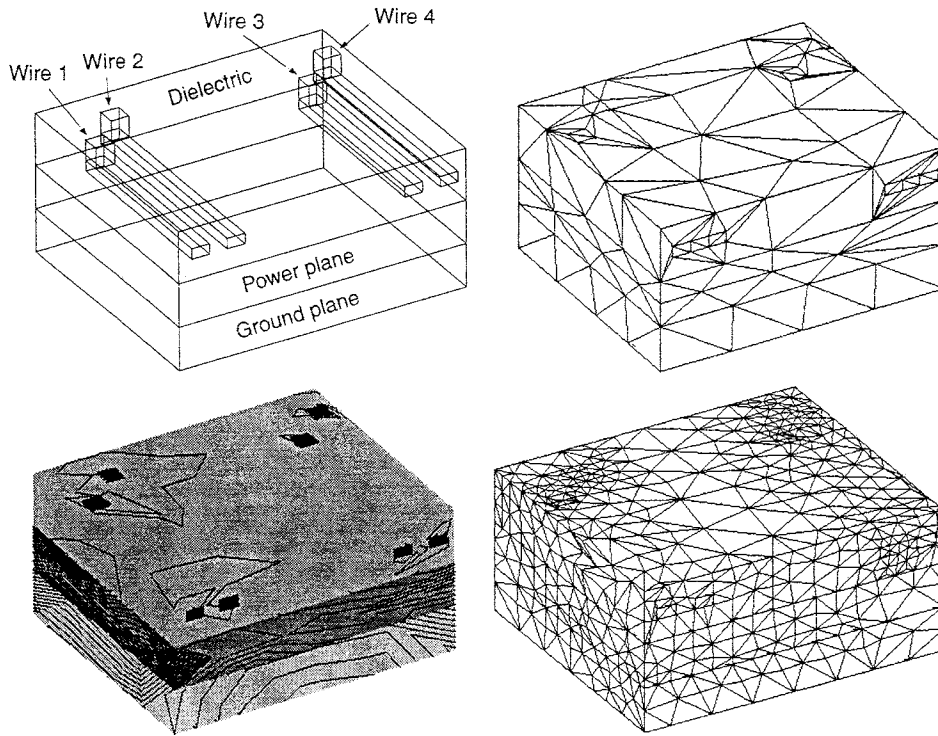 Wire 3
Wire 4
Wire 1
Wire 2
Dielectric
Power plane
Ground plane